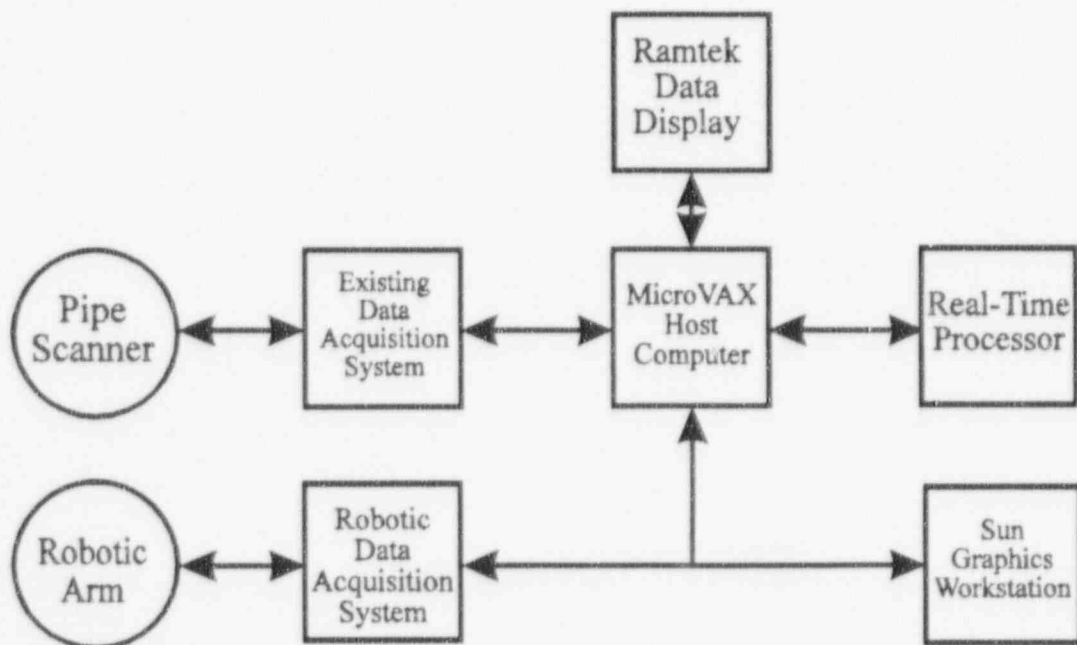 Ramtek
Data
Display
Pipe
Scanner
Existing
Data
Acquisition
System
MicroVAX
Host
Computer
Real-Time
Processor
Robotic
Arm
Robotic
Data
Acquisition
System
Sun
Graphics
Workstation